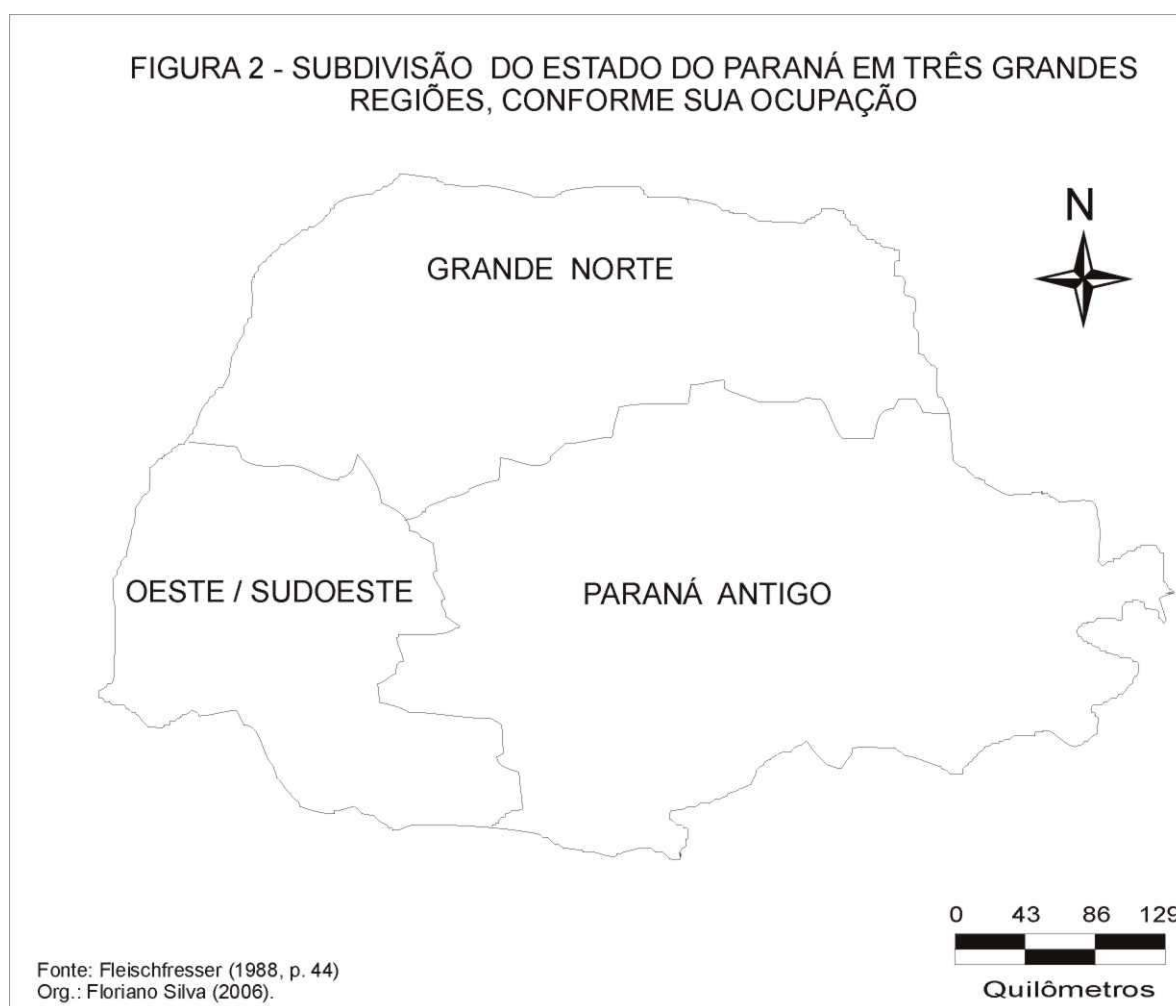 FIGURA 2 - SUBDIVISÃO DO ESTADO DO PARANÁ EM TRÊS GRANDES
REGIÕES, CONFORME SUA OCUPAÇÃO
N
GRANDE NORTE
OESTE / SUDOESTE
PARANÁ ANTIGO
0 43 86 129
Quilômetros
Fonte: Fleischfresser (1988, p. 44)
Org.: Floriano Silva (2006).